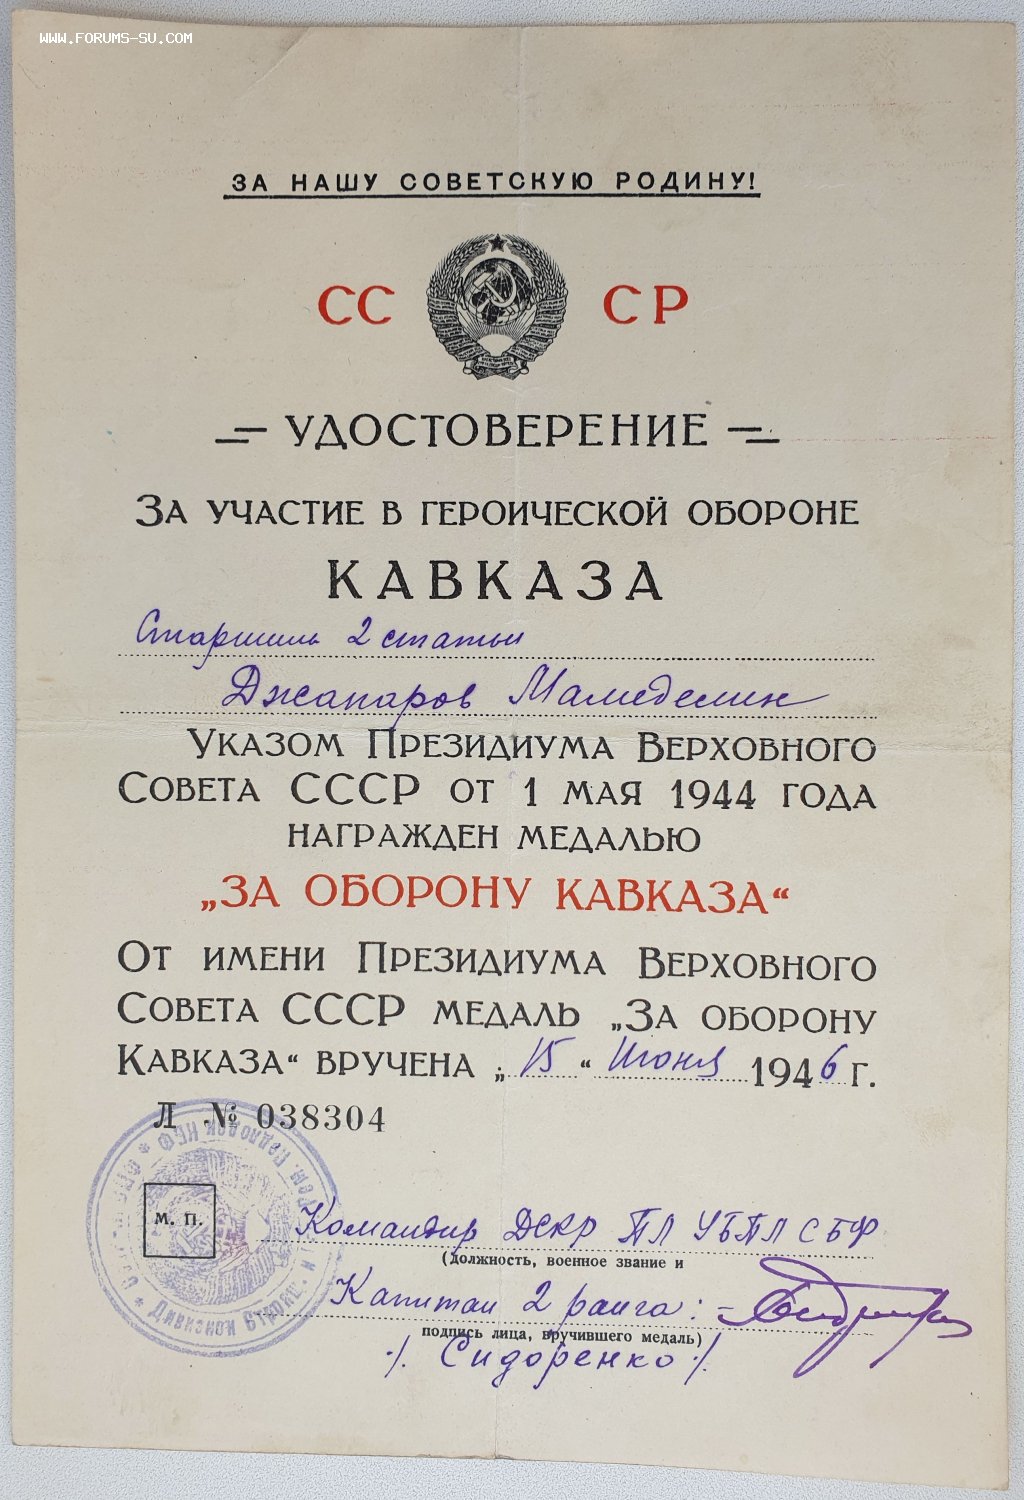 WWW.FORUMS-SU.COM
ЗА НАШУ СОВЕТСКУЮ РОДИНУ!
СС СР
УДОСТОВЕРЕНИЕ
ЗА УЧАСТИЕ В ГЕРОИЧЕСКОЙ ОБОРОНЕ
КАВКАЗА
Старшина 2 статьи
Джапаров Мамедемин
УКАЗОМ ПРЕЗИДИУМА ВЕРХОВНОГО
СОВЕТА СССР ОТ 1 МАЯ 1944 ГОДА
НАГРАЖДЕН МЕДАЛЬЮ
„ЗА ОБОРОНУ КАВКАЗА“
ОТ ИМЕНИ ПРЕЗИДИУМА ВЕРХОВНОГО
СОВЕТА СССР МЕДАЛЬ „ЗА ОБОРОНУ
КАВКАЗА“ ВРУЧЕНА „15“ Июня 1946 г.
Л № 038304
М. П.
Командир ДСКР ПЛ УБПЛ СБФ
(должность, военное звание и
Капитан 2 ранга:
подпись лица, вручившего медаль)
/. Сидоренко ./.